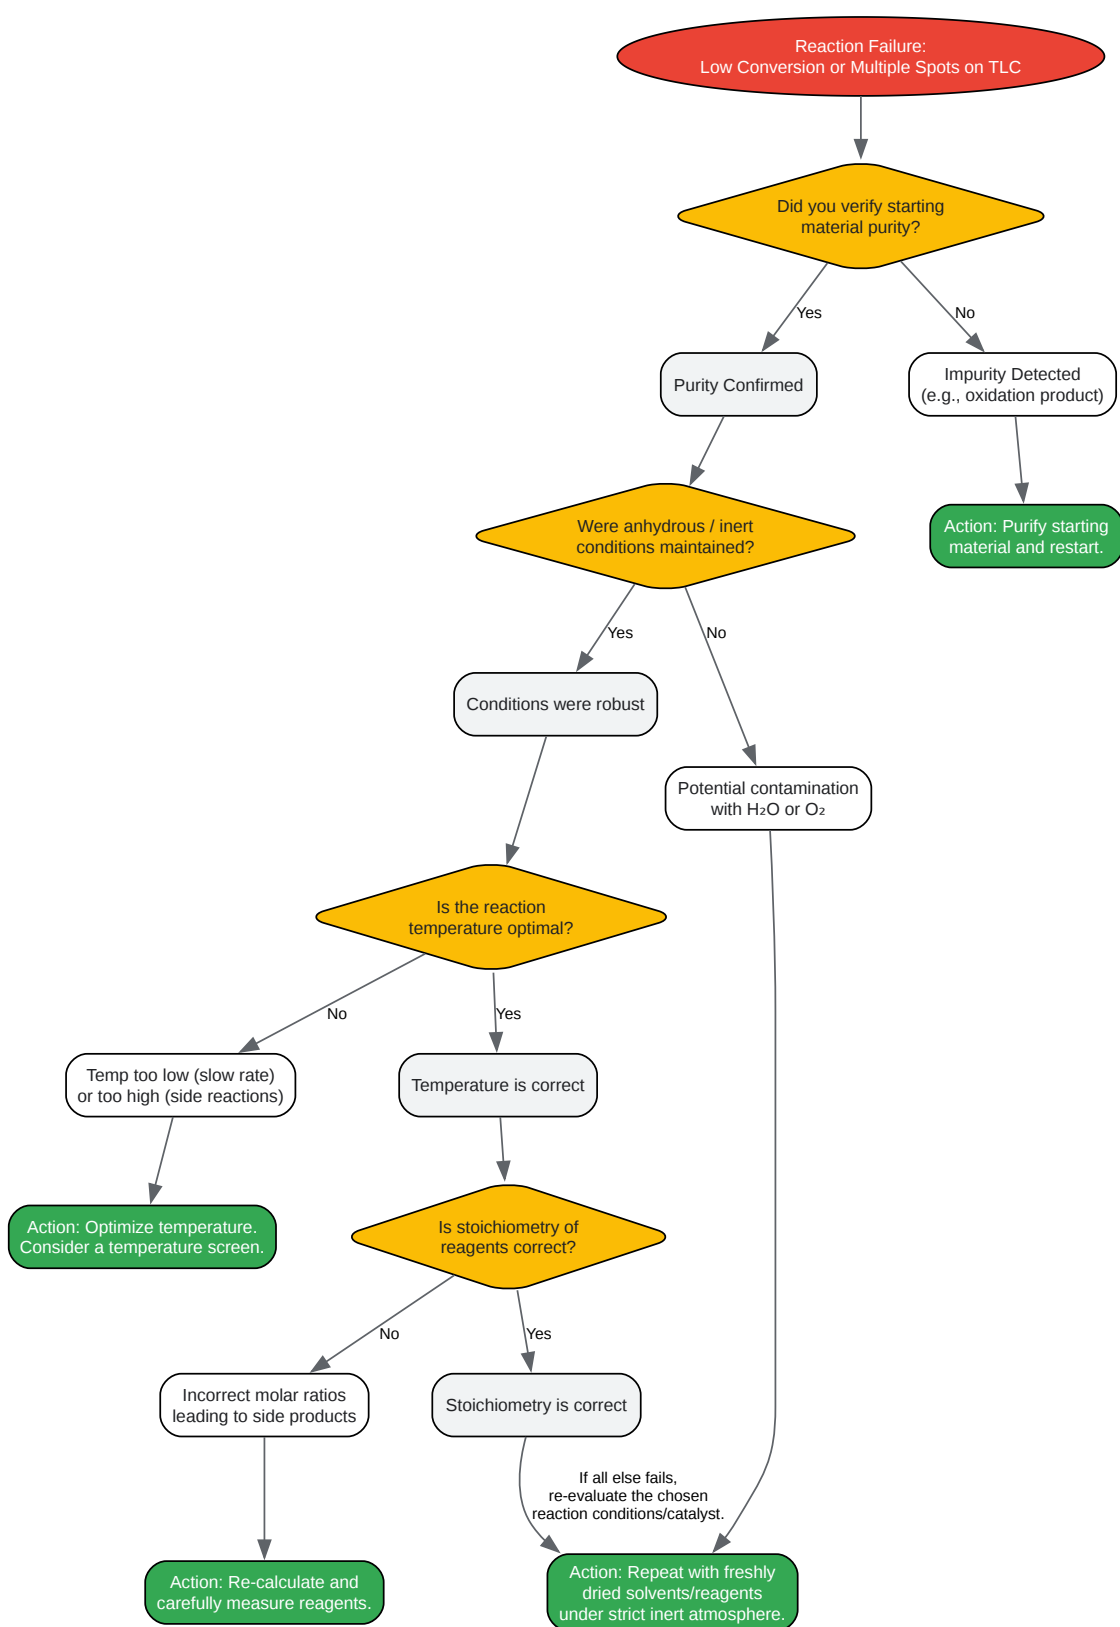 Reaction Failure:
Low Conversion or Multiple Spots on TLC
Did you verify starting
material purity?
Yes
No
Purity Confirmed
Impurity Detected
(e.g., oxidation product)
Were anhydrous / inert
conditions maintained?
Action: Purify starting
material and restart.
Yes
No
Conditions were robust
Potential contamination
with H₂O or O₂
Is the reaction
temperature optimal?
No
Yes
Temp too low (slow rate)
or too high (side reactions)
Temperature is correct
Action: Optimize temperature.
Consider a temperature screen.
Is stoichiometry of
reagents correct?
No
Yes
Incorrect molar ratios
leading to side products
Stoichiometry is correct
If all else fails,
re-evaluate the chosen
reaction conditions/catalyst.
Action: Re-calculate and
carefully measure reagents.
Action: Repeat with freshly
dried solvents/reagents
under strict inert atmosphere.